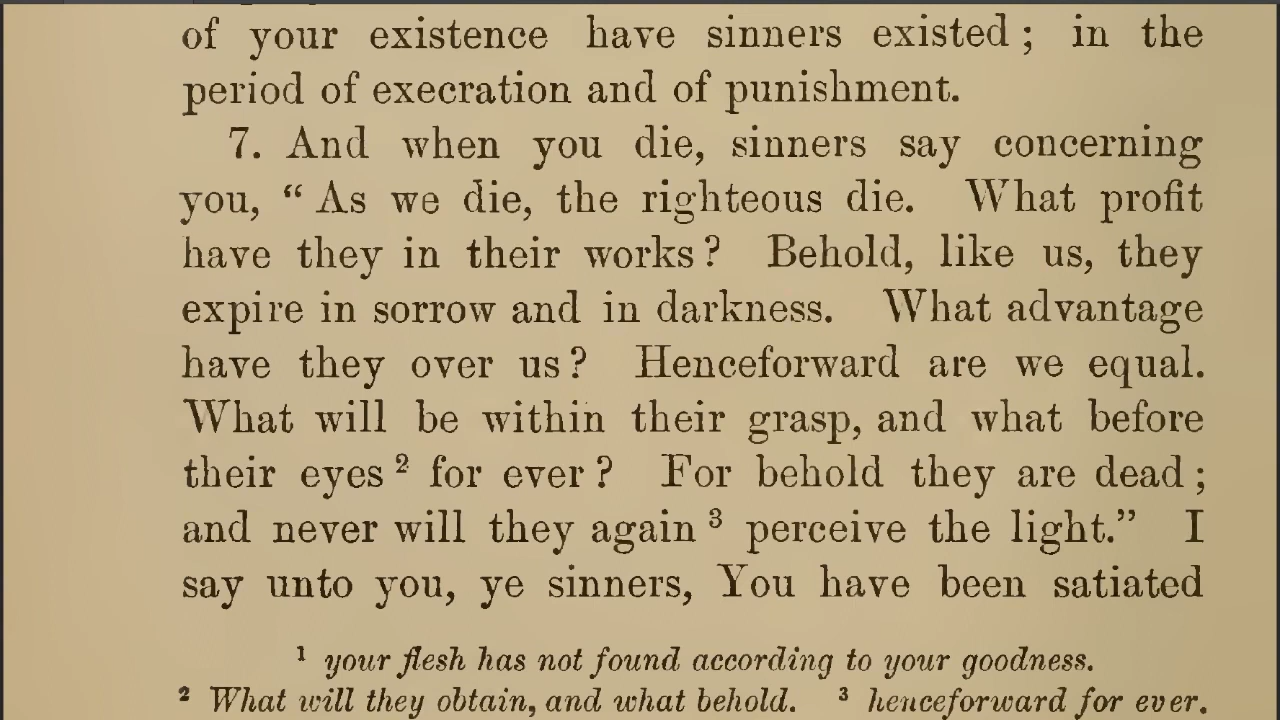 of your existence have sinners existed ; in the
period of execration and of punishment.
7. And when you die, sinners say concerning
you, “ As we die, the righteous die. What profit
have they in their works ? Behold, like us, they
expire in sorrow and in darkness. What advantage
have they over us ? Henceforward are we equal.
What will be within their grasp, and what before
their eyes ² for ever ? For behold they are dead ;
and never will they again ³ perceive the light.” I
say unto you, ye sinners, You have been satiated
¹ your flesh has not found according to your goodness.
² What will they obtain, and what behold. ³ henceforward for ever.